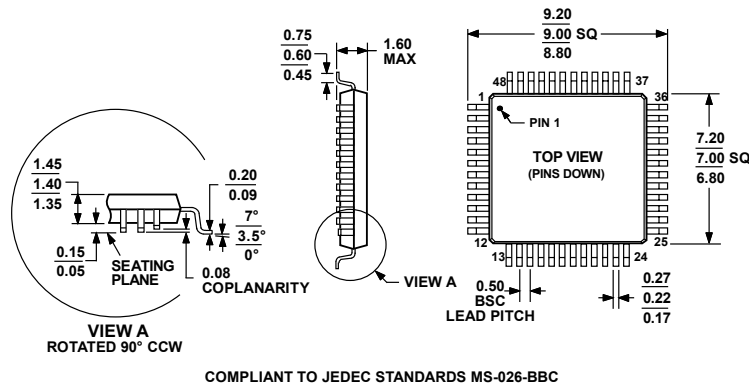 0.75
0.60
0.45
1.60
MAX
9.20
9.00 SQ
8.80
48
37
1
36
PIN 1
TOP VIEW
(PINS DOWN)
7.20
7.00 SQ
6.80
12
25
13
24
1.45
1.40
1.35
0.20
0.09
7°
3.5°
0°
0.15
0.05
SEATING
PLANE
0.08
COPLANARITY
VIEW A
0.50
BSC
LEAD PITCH
0.27
0.22
0.17
VIEW A
ROTATED 90° CCW
COMPLIANT TO JEDEC STANDARDS MS-026-BBC